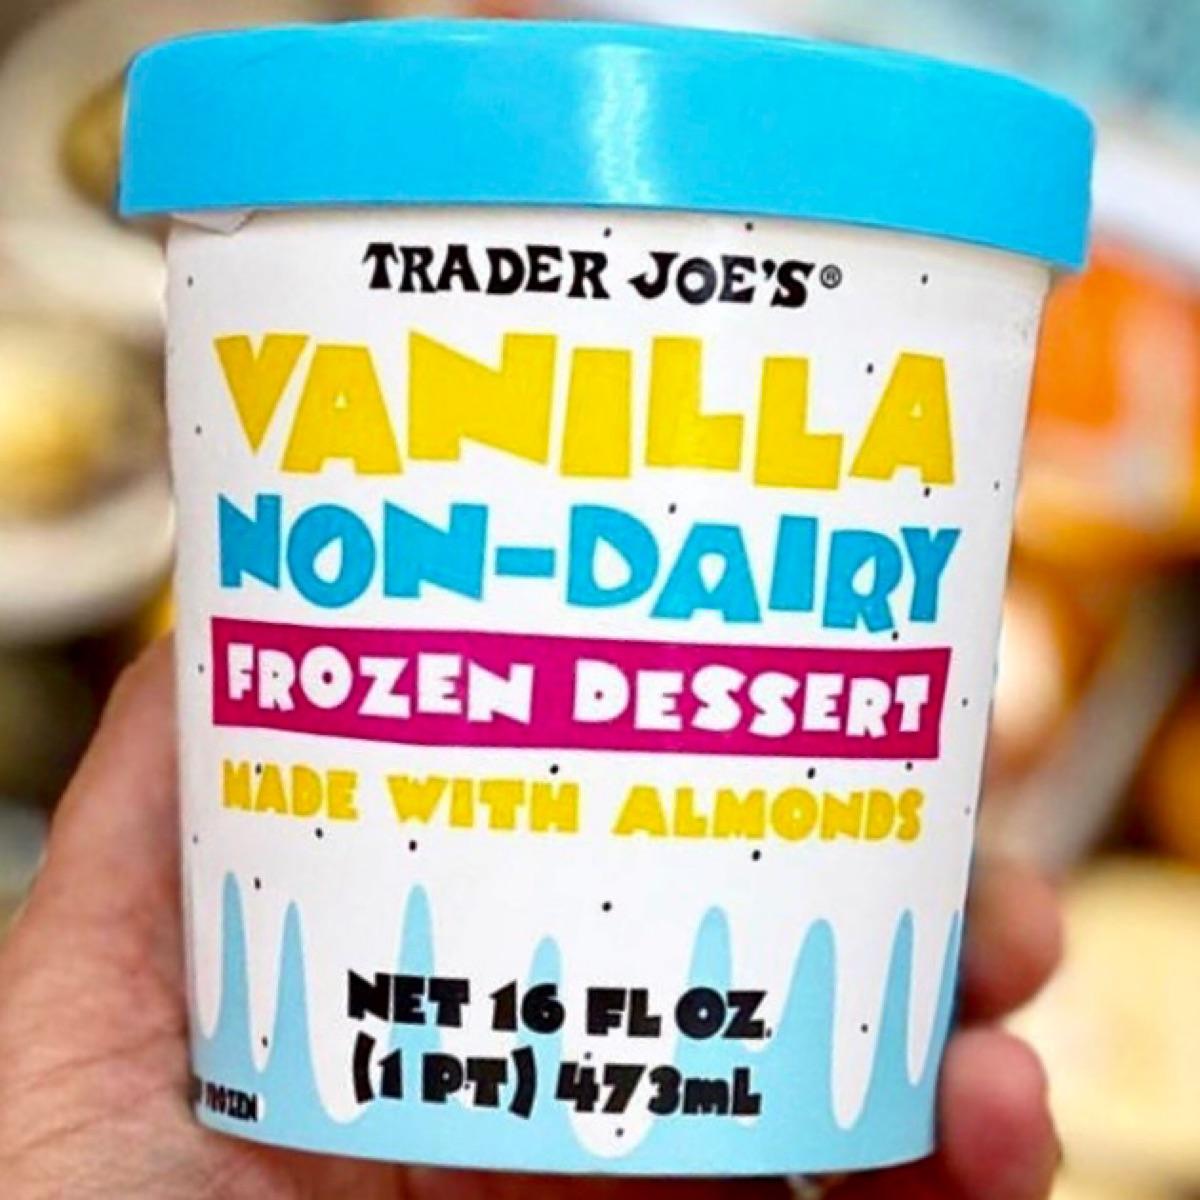 TRADER JOE'S®
VANILLA
NON-DAIRY
FROZEN DESSERT
MADE WITH ALMONDS
NET 16 FL OZ.
(1 PT) 473mL
FROZEN